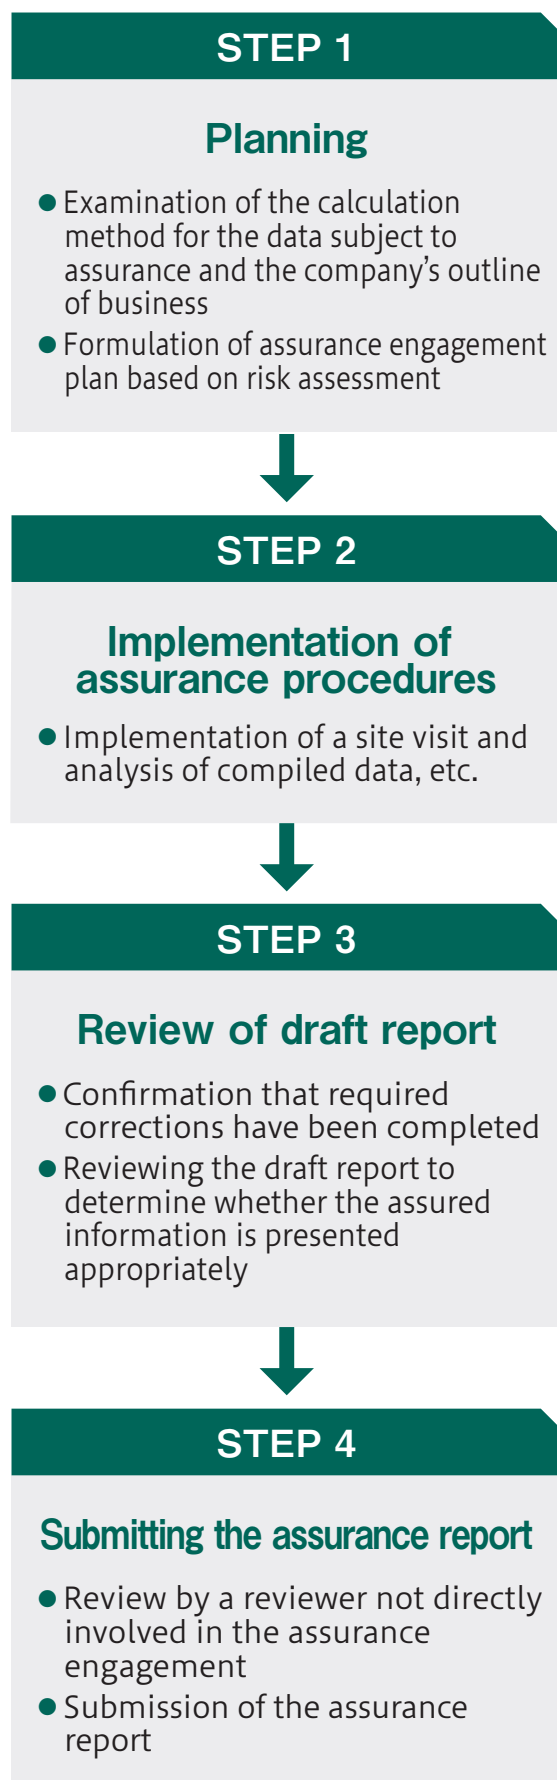 STEP 1
Planning
● Examination of the calculation
method for the data subject to
assurance and the company’s outline
of business
● Formulation of assurance engagement
plan based on risk assessment
STEP 2
Implementation of
assurance procedures
● Implementation of a site visit and
analysis of compiled data, etc.
STEP 3
Review of draft report
● Confirmation that required
corrections have been completed
● Reviewing the draft report to
determine whether the assured
information is presented
appropriately
STEP 4
Submitting the assurance report
● Review by a reviewer not directly
involved in the assurance
engagement
● Submission of the assurance
report